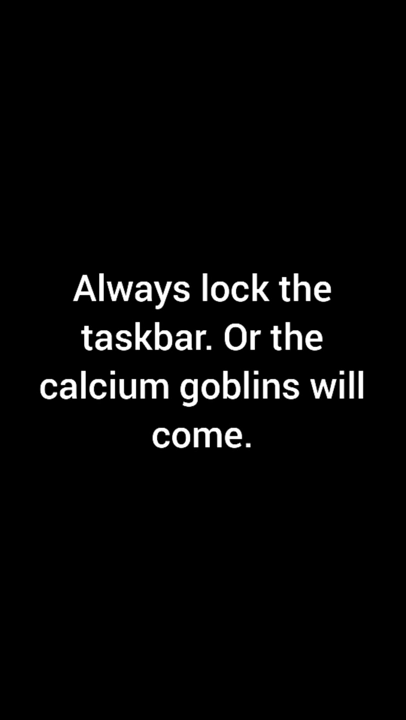 Always lock the
taskbar. Or the
calcium goblins will
come.